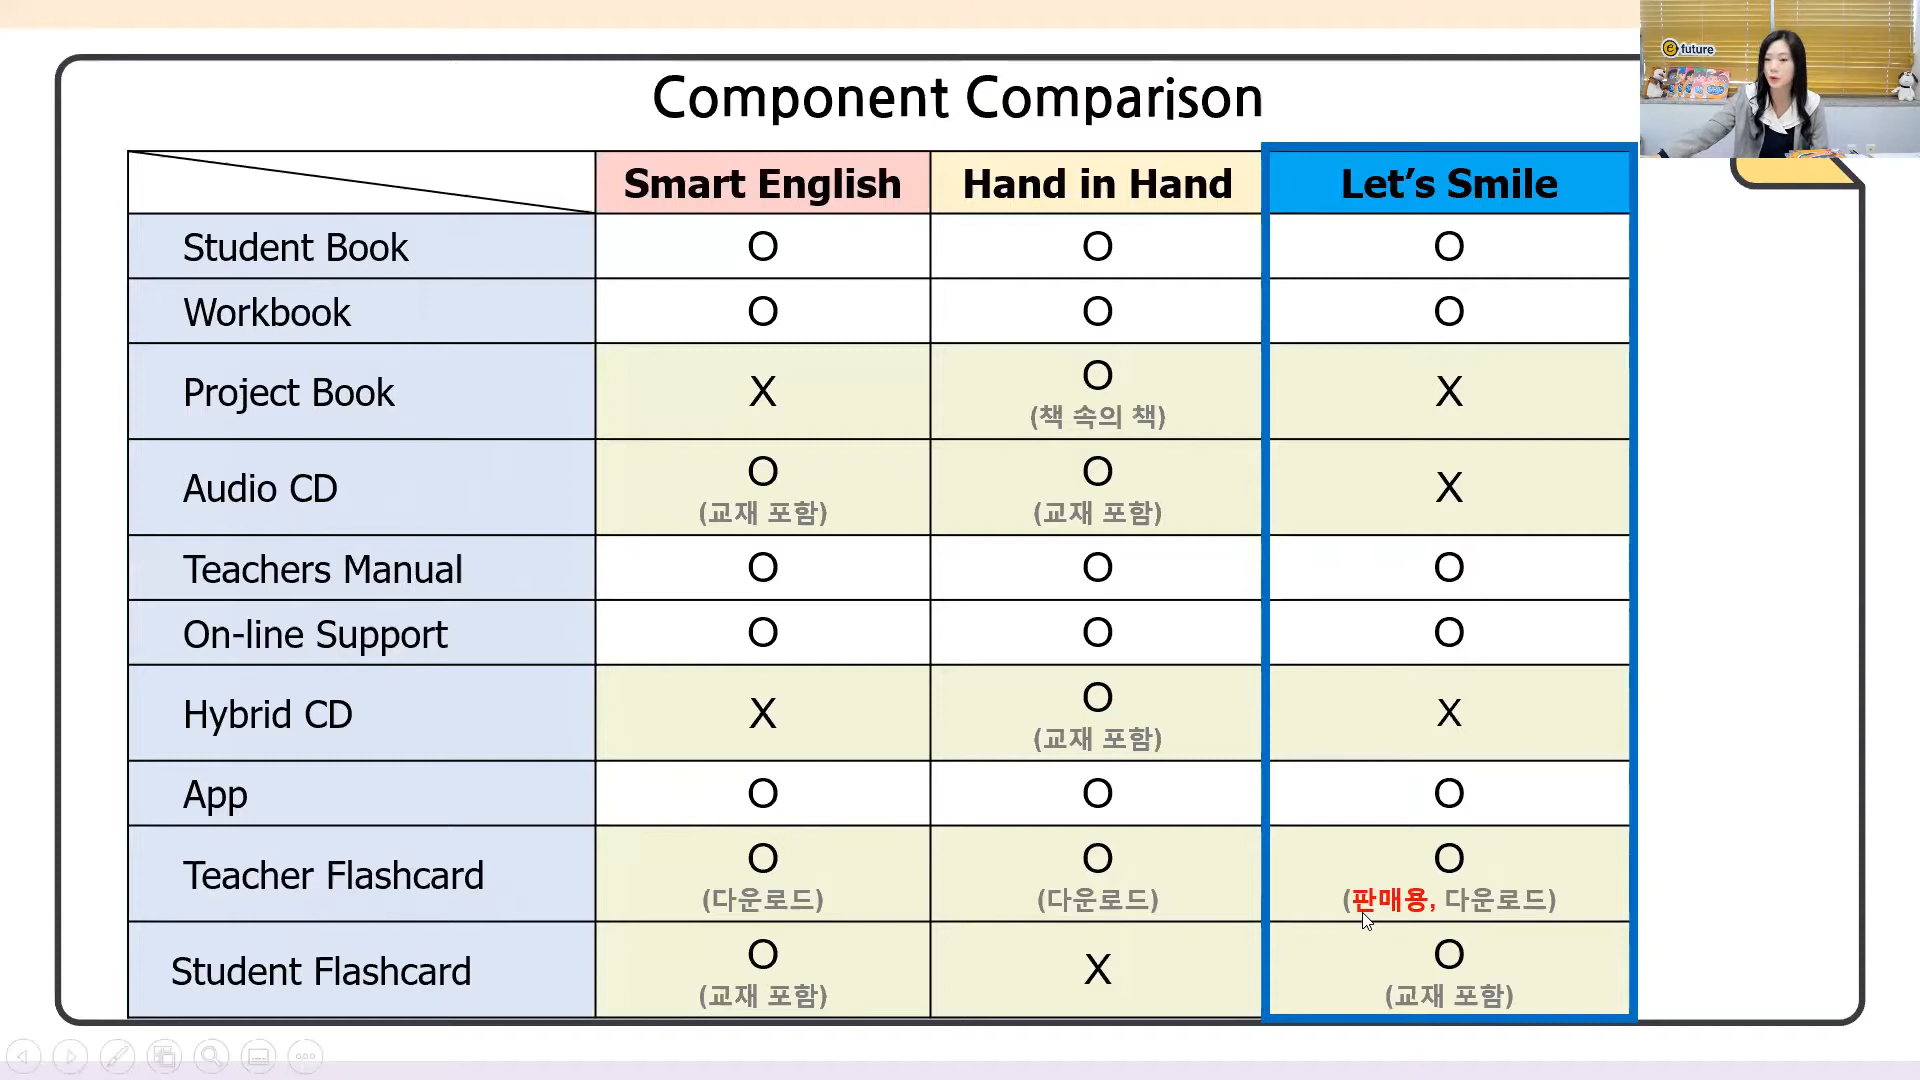 Component Comparison
e future
Smart English Hand in Hand Let's Smile
Student Book O O O
Workbook O O O
Project Book X O X
(책 속의 책)
Audio CD O O X
(교재 포함) (교재 포함)
Teachers Manual O O O
On-line Support O O O
Hybrid CD X O X
(교재 포함)
App O O O
Teacher Flashcard O O O
(다운로드) (다운로드) (판매용, 다운로드)
Student Flashcard O X O
(교재 포함) (교재 포함)